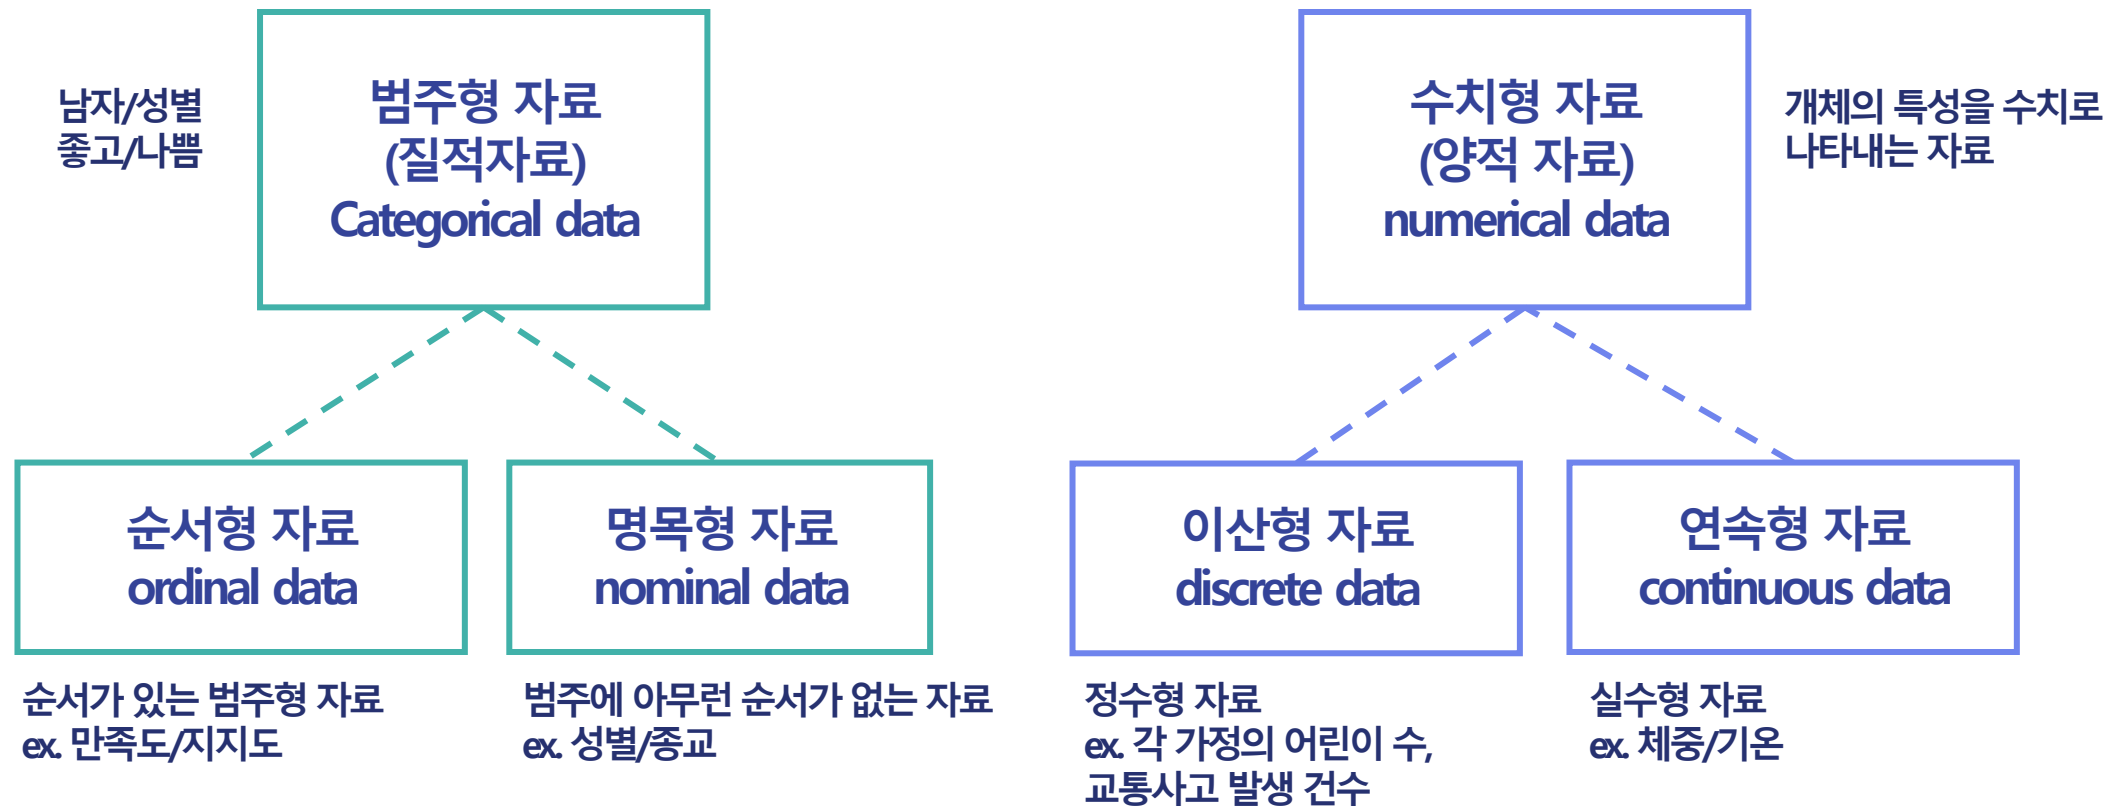 남자/성별
좋고/나쁨
범주형 자료
(질적자료)
Categorical data
수치형 자료
(양적 자료)
numerical data
개체의 특성을 수치로
나타내는 자료
순서형 자료
ordinal data
명목형 자료
nominal data
이산형 자료
discrete data
연속형 자료
continuous data
순서가 있는 범주형 자료
ex. 만족도/지지도
범주에 아무런 순서가 없는 자료
ex. 성별/종교
정수형 자료
ex. 각 가정의 어린이 수,
교통사고 발생 건수
실수형 자료
ex. 체중/기온